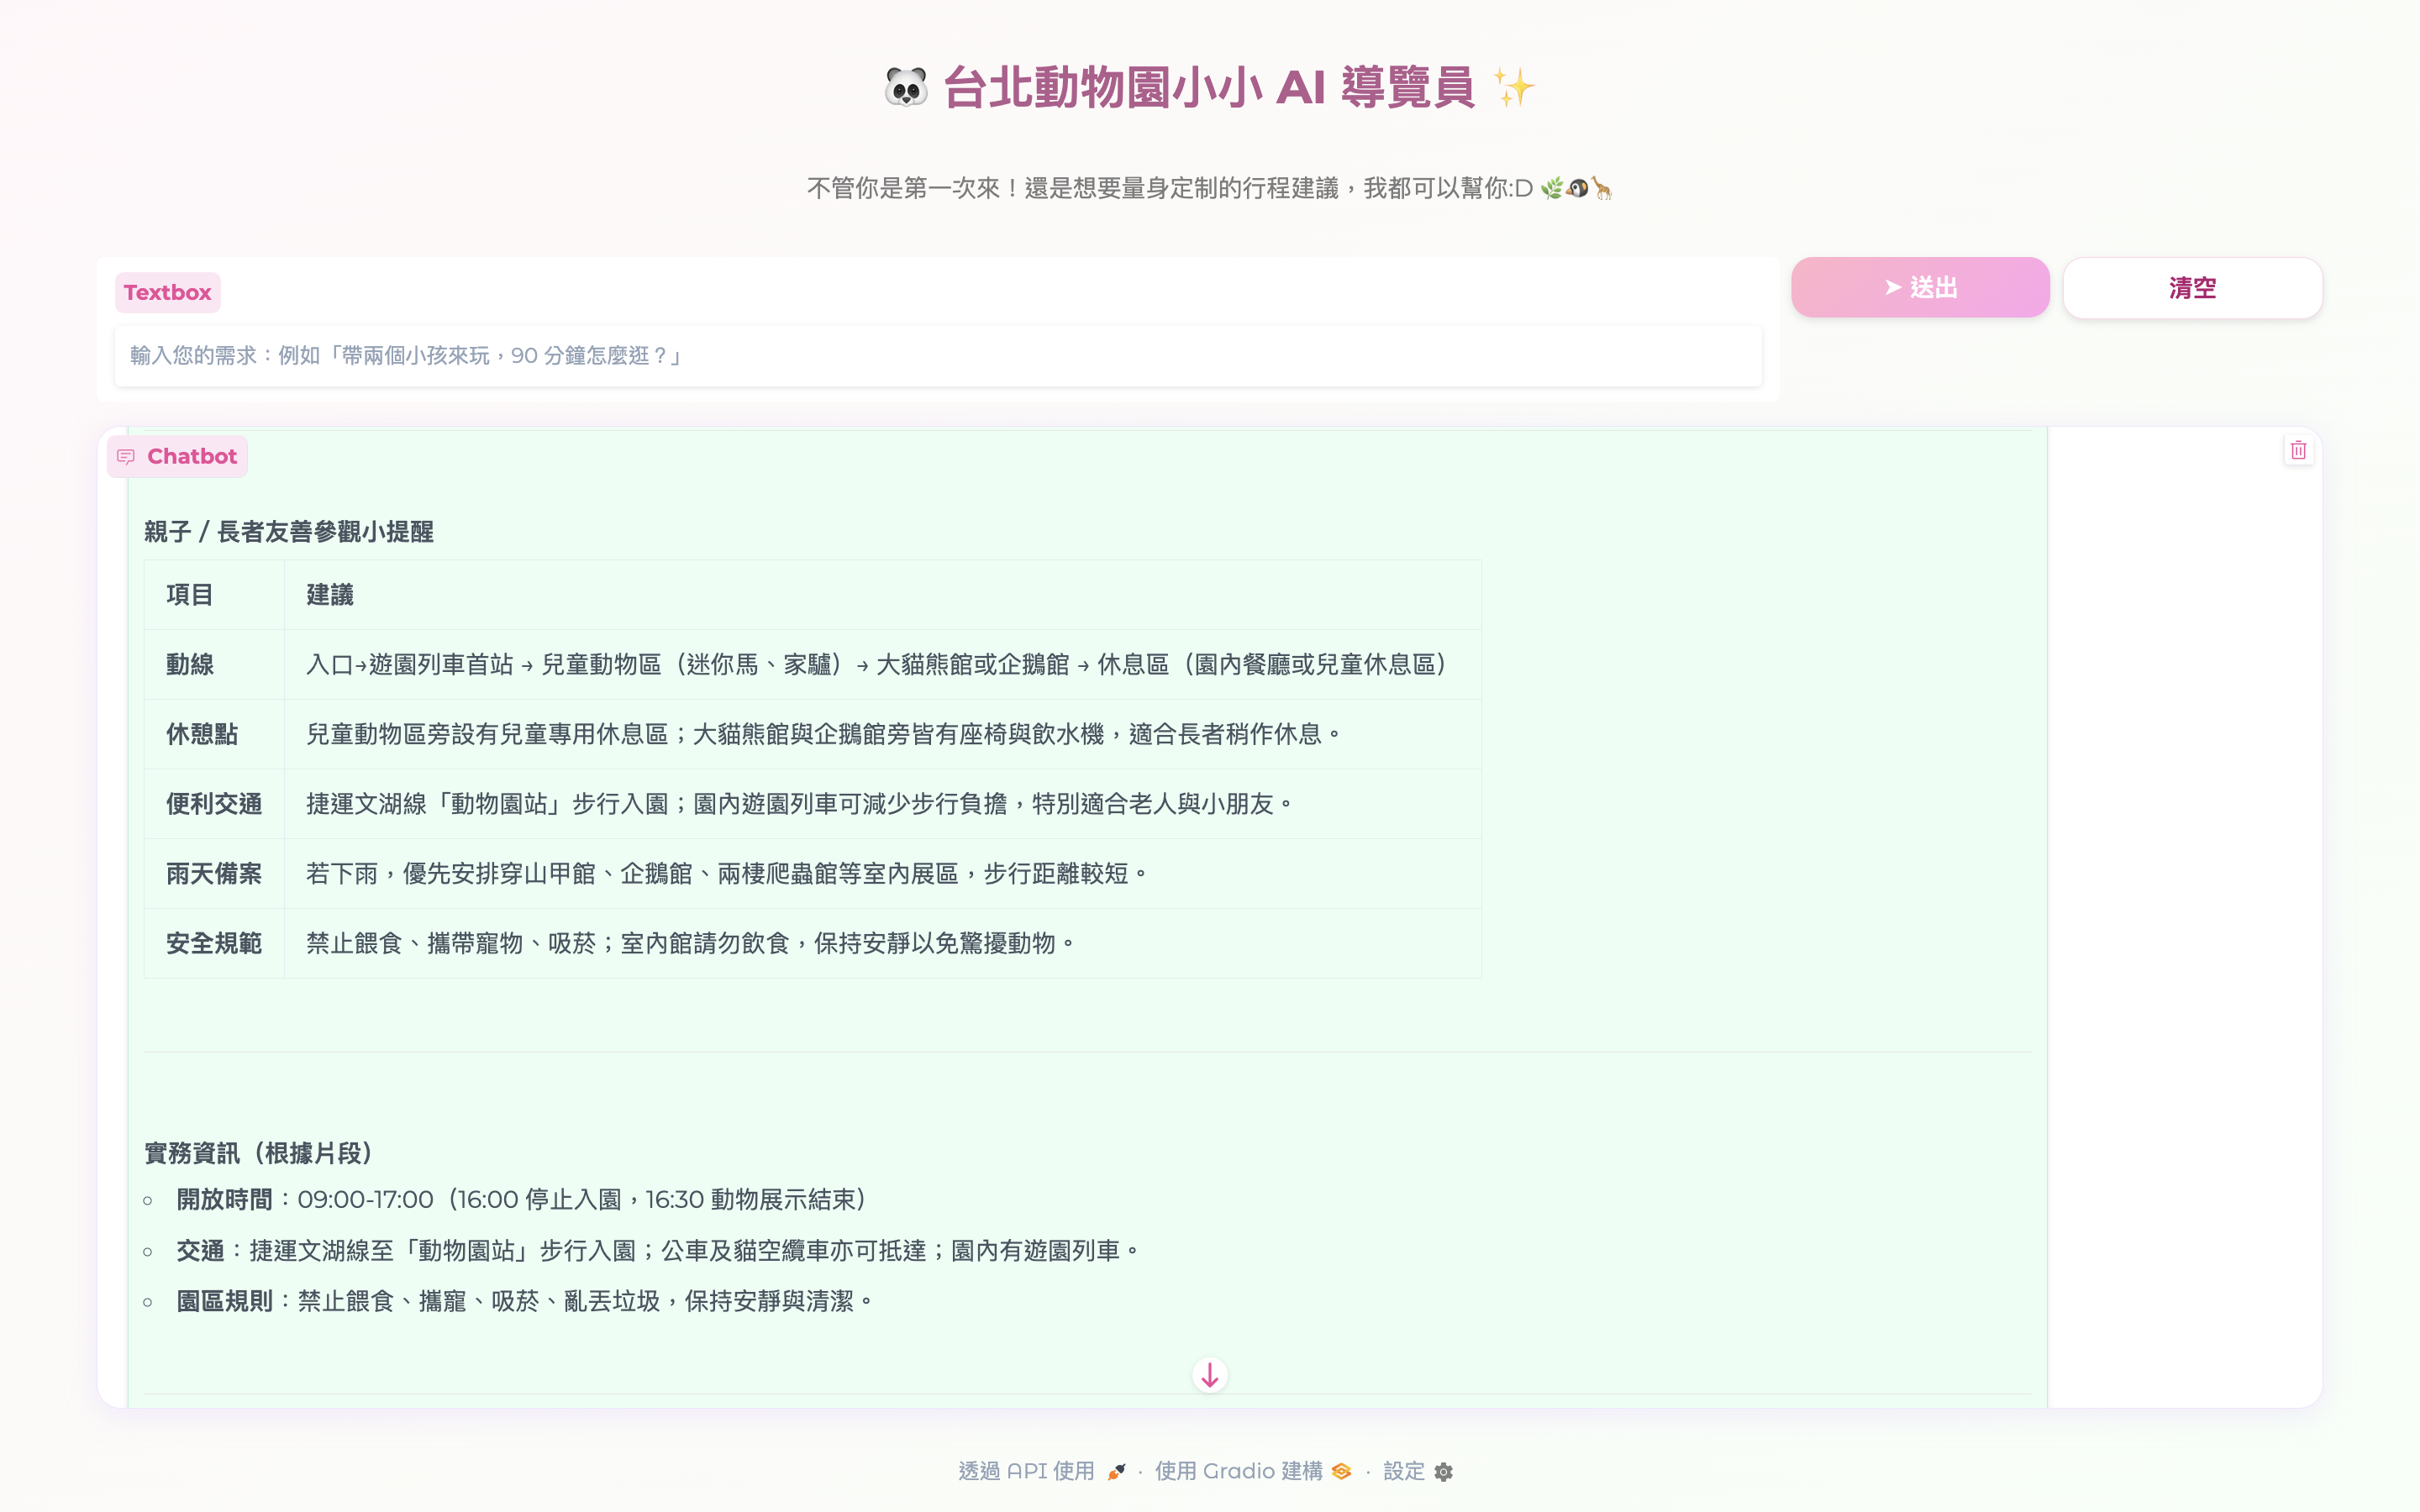 🐼 台北動物園小小 AI 導覽員 ✨
不管你是第一次來！還是想要量身定制的行程建議，我都可以幫你:D 🌿🐧🦒
Textbox
輸入您的需求：例如「帶兩個小孩來玩，90 分鐘怎麼逛？」
➤ 送出
清空
Chatbot
親子 / 長者友善參觀小提醒
項目 建議
動線 入口→遊園列車首站 → 兒童動物區（迷你馬、家驢）→ 大貓熊館或企鵝館 → 休息區（園內餐廳或兒童休息區）
休憩點 兒童動物區旁設有兒童專用休息區；大貓熊館與企鵝館旁皆有座椅與飲水機，適合長者稍作休息。
便利交通 捷運文湖線「動物園站」步行入園；園內遊園列車可減少步行負擔，特別適合老人與小朋友。
雨天備案 若下雨，優先安排穿山甲館、企鵝館、兩棲爬蟲館等室內展區，步行距離較短。
安全規範 禁止餵食、攜帶寵物、吸菸；室內館請勿飲食，保持安靜以免驚擾動物。
實務資訊（根據片段）
開放時間：09:00-17:00（16:00 停止入園，16:30 動物展示結束）
交通：捷運文湖線至「動物園站」步行入園；公車及貓空纜車亦可抵達；園內有遊園列車。
園區規則：禁止餵食、攜寵、吸菸、亂丟垃圾，保持安靜與清潔。
透過 API 使用 · 使用 Gradio 建構 · 設定